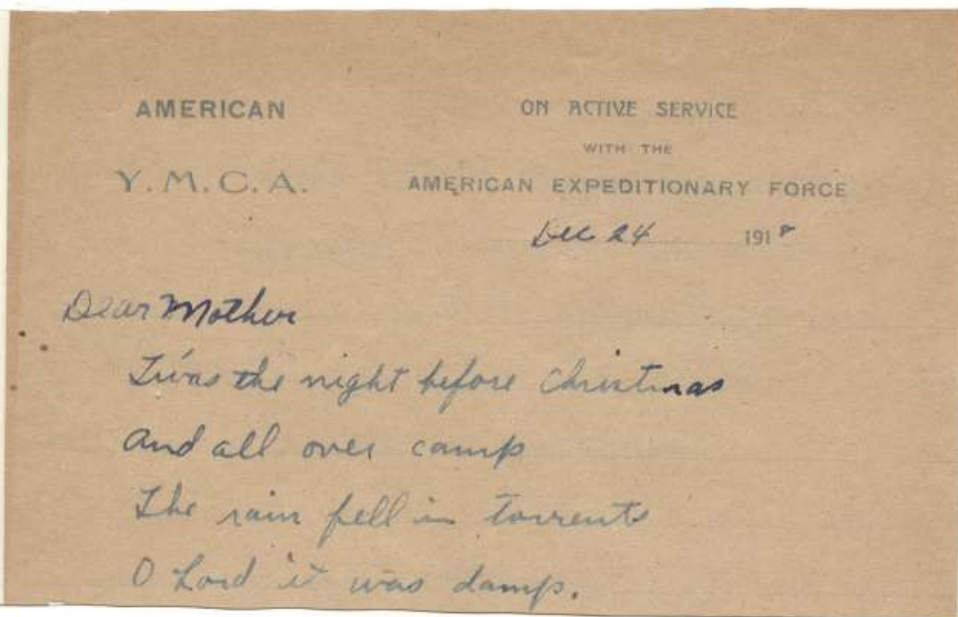 AMERICAN
Y.M.C.A.
ON ACTIVE SERVICE
WITH THE
AMERICAN EXPEDITIONARY FORCE
Dec 24 1918
Dear Mother
Twas the night before Christmas
And all over camp
The rain fell in torrents
O Lord it was damp.